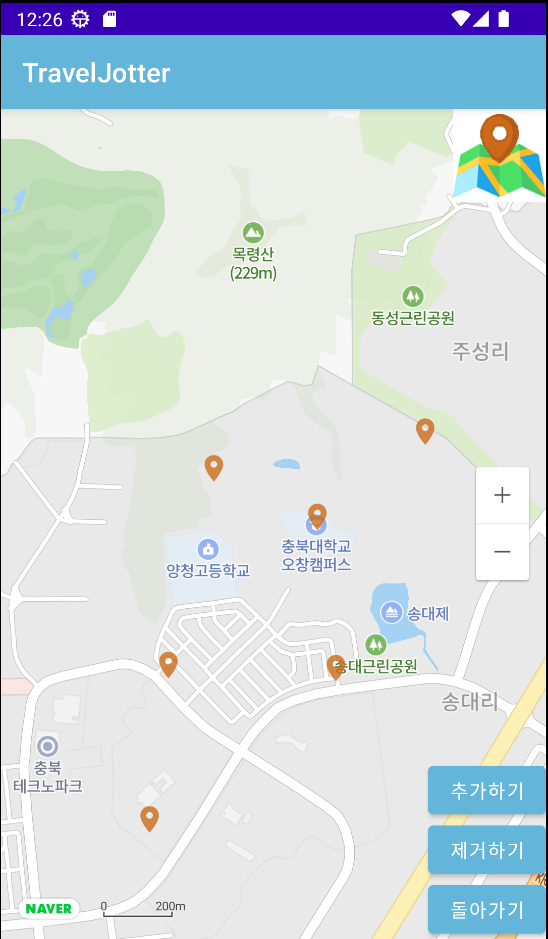 12:26
TravelJotter
목령산
(229m)
동성근린공원
주성리
충북대학교
오창캠퍼스
양청고등학교
송대제
송대근린공원
송대리
충북
테크노파크
추가하기
제거하기
돌아가기
NAVER
0 200m